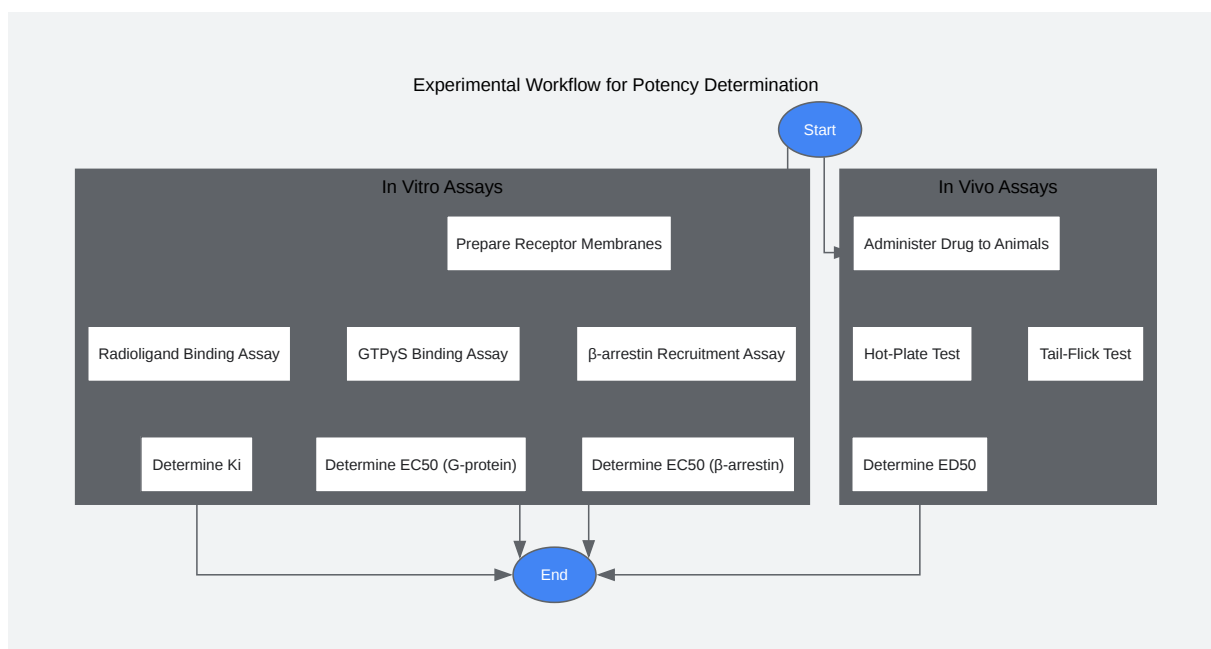 Experimental Workflow for Potency Determination
Start
In Vitro Assays
In Vivo Assays
Prepare Receptor Membranes
Administer Drug to Animals
Radioligand Binding Assay
GTPγS Binding Assay
β-arrestin Recruitment Assay
Hot-Plate Test
Tail-Flick Test
Determine Ki
Determine EC50 (G-protein)
Determine EC50 (β-arrestin)
Determine ED50
End